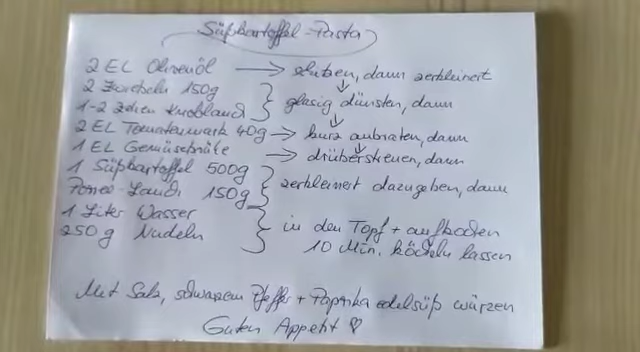 Süßkartoffel-Pasta
2 EL Olivenöl → erhitzen, dann zerkleinert
2 Zwiebeln 150g
1-2 Zehen Knoblauch } glasig dünsten, dann
2 EL Tomatenmark 40g → kurz anbraten, dann
1 EL Gemüsebrühe → drüberstreuen, dann
1 Süßkartoffel 500g
150g } zerkleinert dazugeben, dann
1 Liter Wasser
250g Nudeln } in den Topf + aufkochen
10 Min. köcheln lassen
Mit Salz, schwarzem Pfeffer + Paprika edelsüß würzen
Guten Appetit ♡